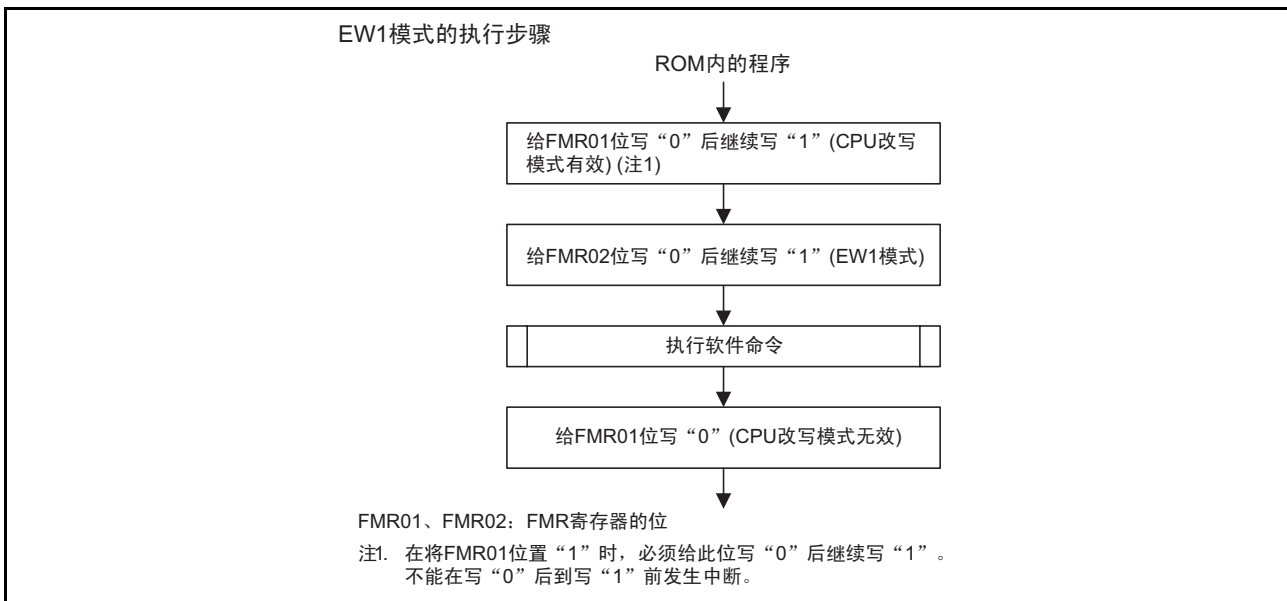 EW1模式的执行步骤
ROM内的程序
给FMR01位写“0”后继续写“1”(CPU改写
模式有效) (注1)
给FMR02位写“0”后继续写“1”(EW1模式)
执行软件命令
给FMR01位写“0”(CPU改写模式无效)
FMR01、FMR02：FMR寄存器的位
注1. 在将FMR01位置“1”时，必须给此位写“0”后继续写“1”。
不能在写“0”后到写“1”前发生中断。